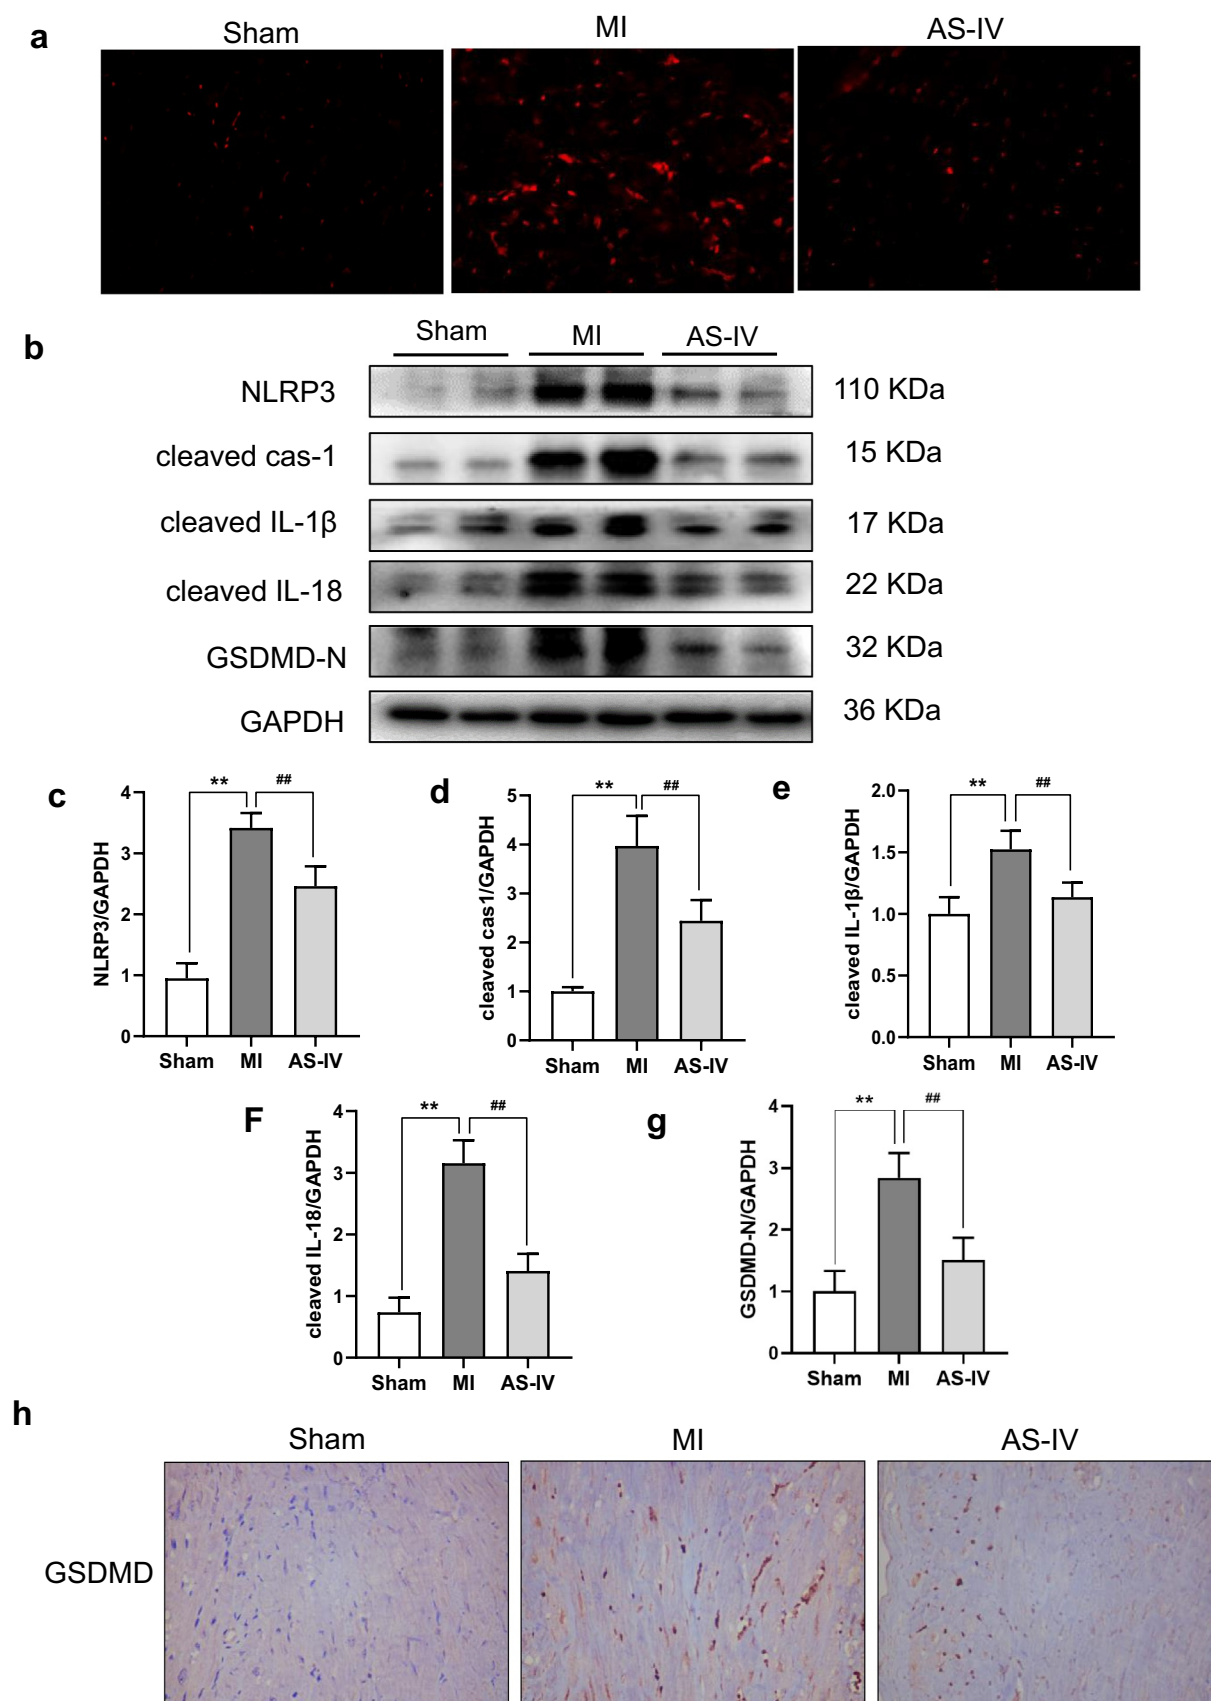 a
Sham MI AS-IV
b
Sham MI AS-IV
NLRP3 110 KDa
cleaved cas-1 15 KDa
cleaved IL-1β 17 KDa
cleaved IL-18 22 KDa
GSDMD-N 32 KDa
GAPDH 36 KDa
c
NLRP3/GAPDH
4
3
2
1
0
** ##
Sham MI AS-IV
d
cleaved cas1/GAPDH
5
4
3
2
1
0
** ##
Sham MI AS-IV
e
cleaved IL-1β/GAPDH
2.0
1.5
1.0
0.5
0.0
** ##
Sham MI AS-IV
F
cleaved IL-18/GAPDH
4
3
2
1
0
** ##
Sham MI AS-IV
g
GSDMD-N/GAPDH
4
3
2
1
0
** ##
Sham MI AS-IV
h
Sham MI AS-IV
GSDMD